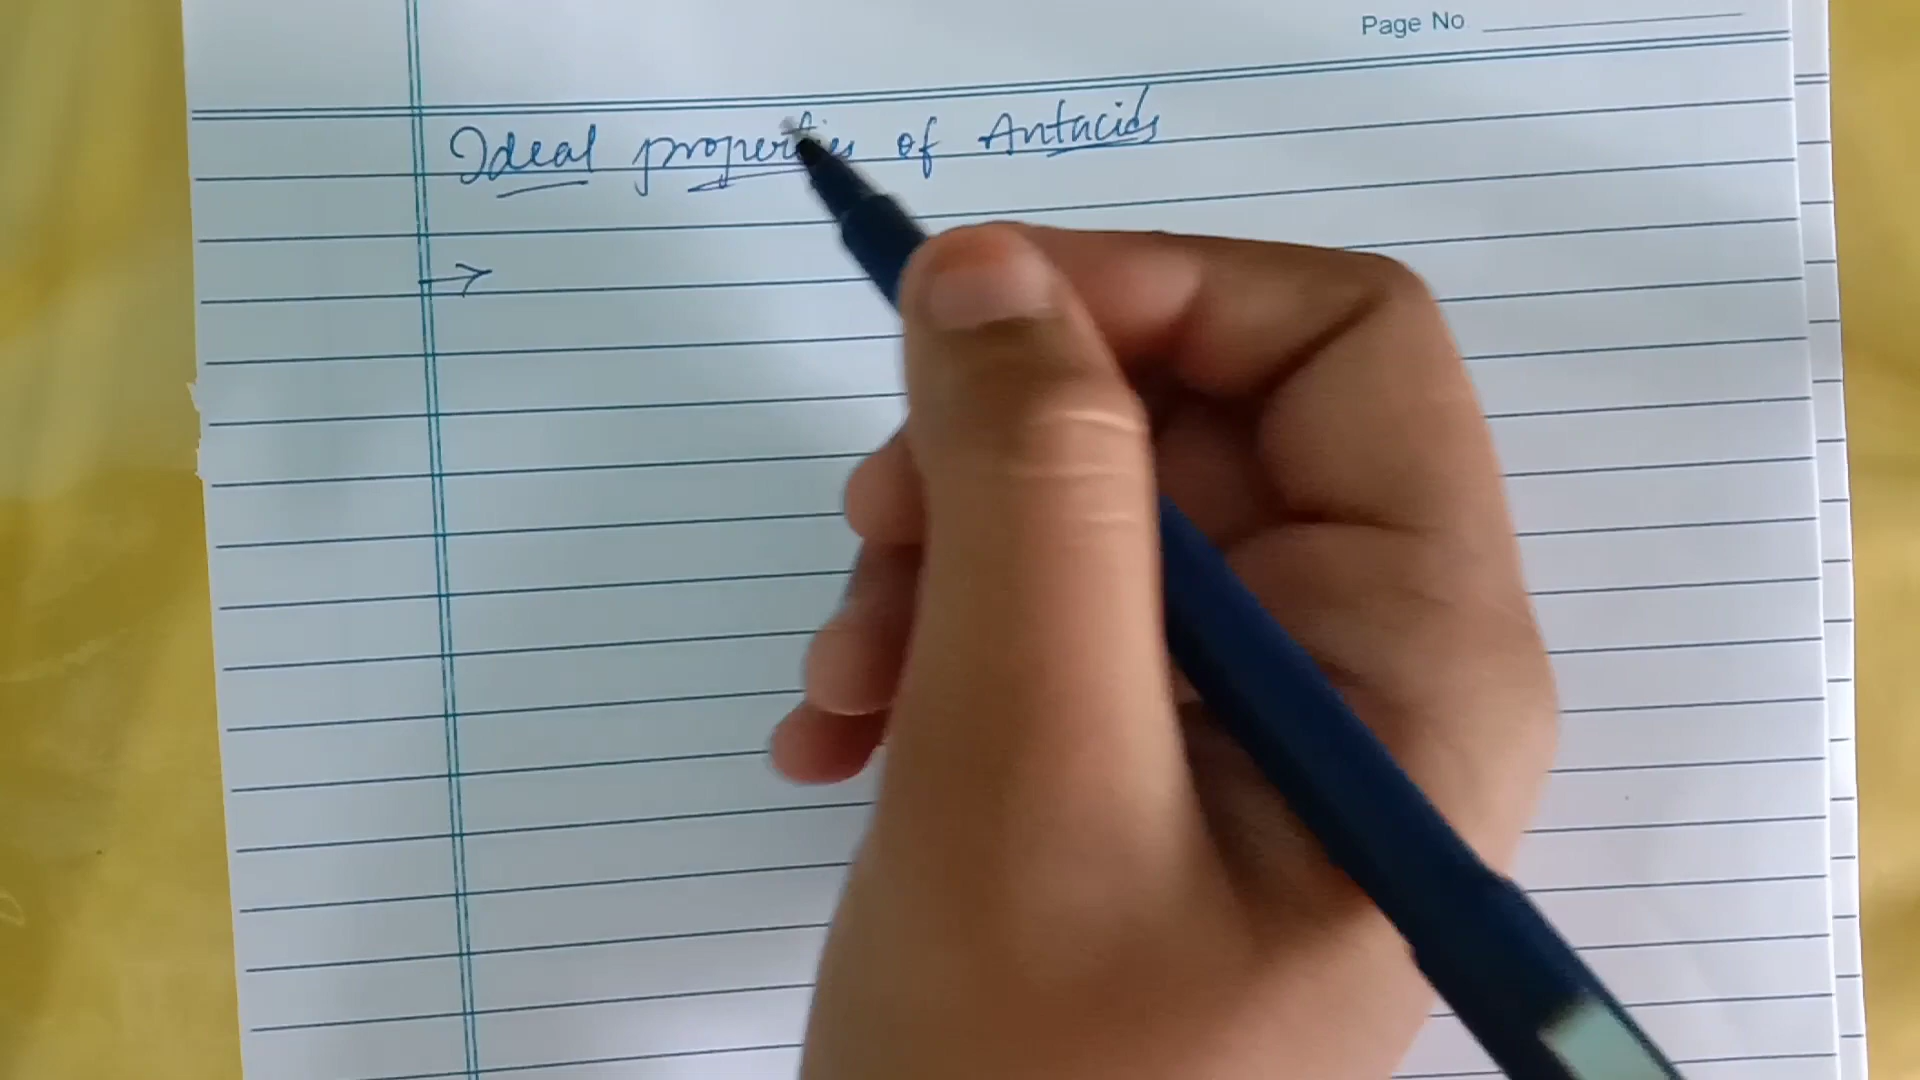 Page No
Ideal properties of Antacids
→